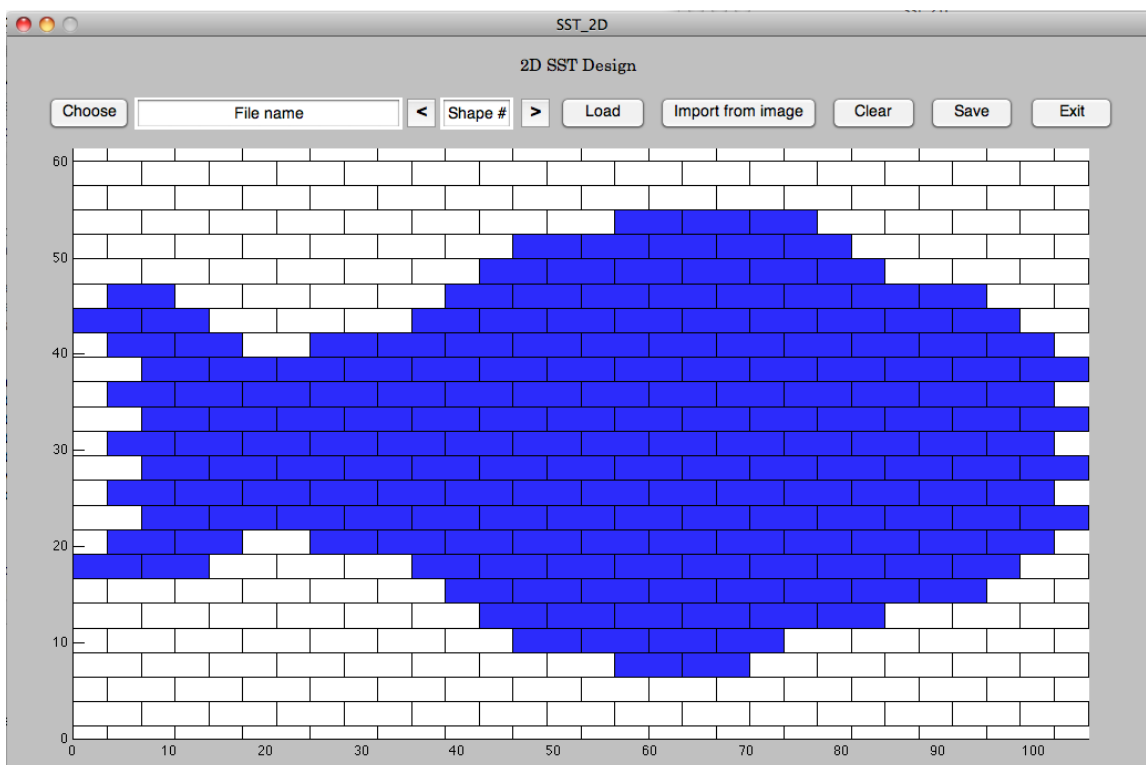 SST_2D
2D SST Design
Choose File name < Shape # > Load Import from image Clear Save Exit
60
50
40
30
20
10
0
0 10 20 30 40 50 60 70 80 90 100